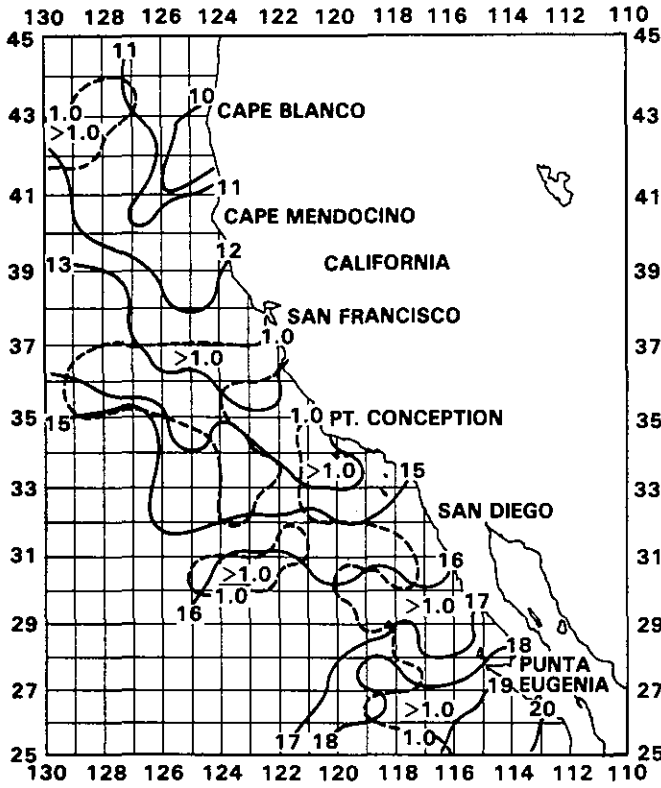 130 128 126 124 122 120 118 116 114 112 110
45 45
11
10 CAPE BLANCO
43 1.0 43
>1.0
41 11 41
CAPE MENDOCINO
12
39 13 CALIFORNIA 39
SAN FRANCISCO
37 1.0 37
>1.0
35 15 1.0 PT. CONCEPTION 35
>1.0 15
33 33
SAN DIEGO
31 16 31
>1.0
29 16 1.0 >1.0 17 29
18
PUNTA
27 19 EUGENIA 27
>1.0 20
17 18 1.0
25 25
130 128 126 124 122 120 118 116 114 112 110